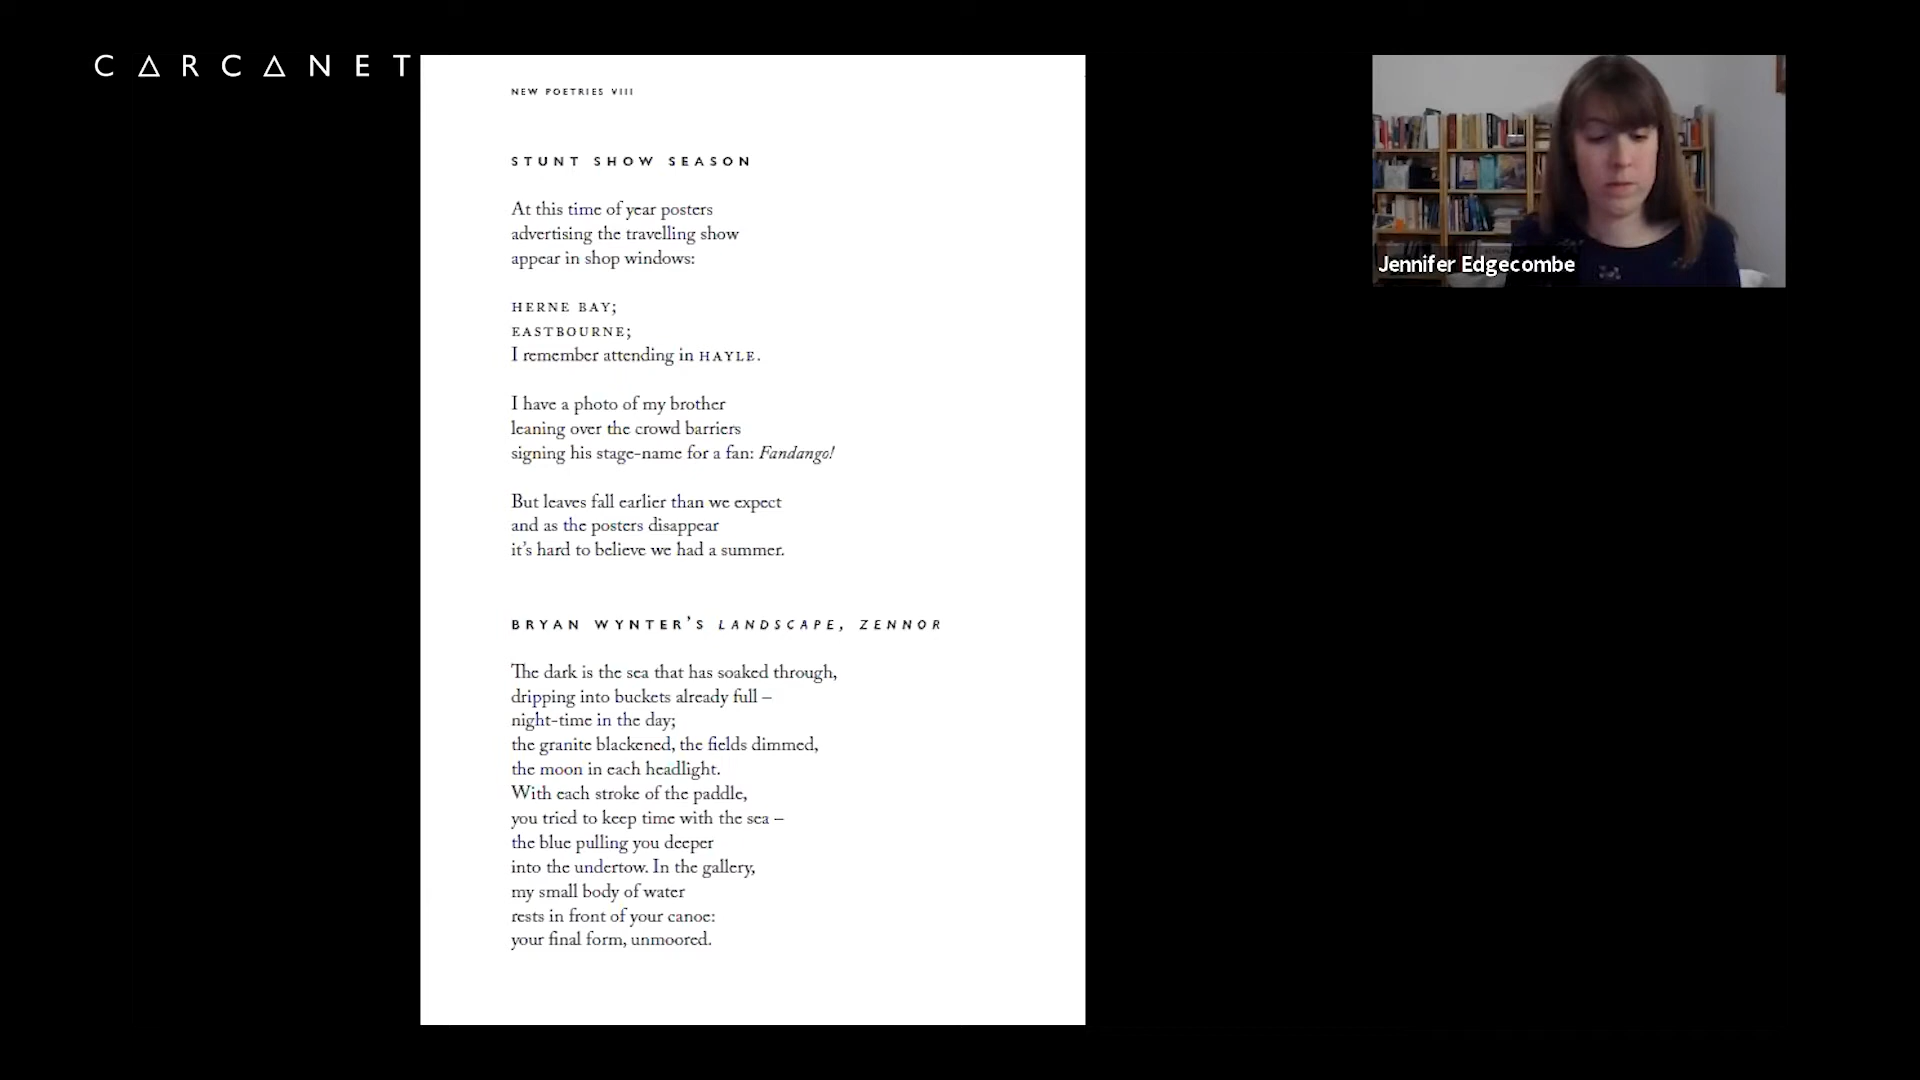 CARCANET
NEW POETRIES VIII
STUNT SHOW SEASON
At this time of year posters
advertising the travelling show
appear in shop windows:
HERNE BAY;
EASTBOURNE;
I remember attending in HAYLE.
I have a photo of my brother
leaning over the crowd barriers
signing his stage-name for a fan: Fandango!
But leaves fall earlier than we expect
and as the posters disappear
it's hard to believe we had a summer.
BRYAN WYNTER'S LANDSCAPE, ZENNOR
The dark is the sea that has soaked through,
dripping into buckets already full –
night-time in the day;
the granite blackened, the fields dimmed,
the moon in each headlight.
With each stroke of the paddle,
you tried to keep time with the sea –
the blue pulling you deeper
into the undertow. In the gallery,
my small body of water
rests in front of your canoe:
your final form, unmoored.
Jennifer Edgecombe